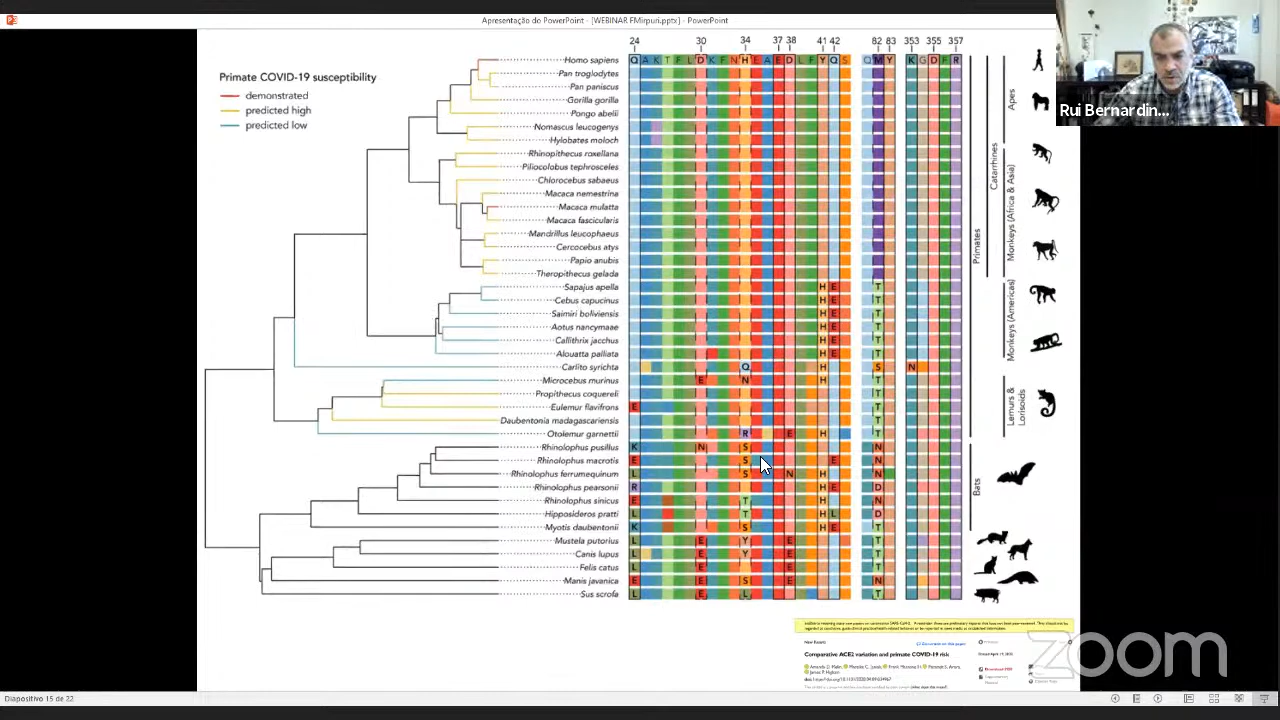 Apresentação do PowerPoint - [WEBINAR FMirpuri.pptx] - PowerPoint
Rui Bernardin...
Primate COVID-19 susceptibility
demonstrated
predicted high
predicted low
24 30 34 37 38 41 42 82 83 353 355 357
Homo sapiens Q A K T F L D K F N H E A E D L F Y Q S Q M Y K G D F R
Pan troglodytes
Pan paniscus
Gorilla gorilla
Pongo abelii
Nomascus leucogenys
Hylobates moloch
Rhinopithecus roxellana
Piliocolobus tephrosceles
Chlorocebus sabaeus
Macaca nemestrina
Macaca mulatta
Macaca fascicularis
Mandrillus leucophaeus
Cercocebus atys
Papio anubis
Theropithecus gelada
Sapajus apella H E T
Cebus capucinus H E T
Saimiri boliviensis H E T
Aotus nancymaae H E T
Callithrix jacchus H E T
Alouatta palliata H E T
Carlito syrichta Q H S N
Microcebus murinus E N H T
Propithecus coquereli T
Eulemur flavifrons E T
Daubentonia madagascariensis T
Otolemur garnettii R E H T
Rhinolophus pusillus K N S N
Rhinolophus macrotis E S E N
Rhinolophus ferrumequinum L S N H N
Rhinolophus pearsonii R H E D
Rhinolophus sinicus E T H N
Hipposideros pratti L T H L D
Myotis daubentonii K S H E T
Mustela putorius L E Y E T
Canis lupus L E Y E T
Felis catus L E E T
Manis javanica E E S E N
Sus scrofa L E L T
Apes
Catarrhines
Monkeys (Africa & Asia)
Primates
Monkeys (Americas)
Lemurs &
Lorisoids
Bats
New Results
Comparative ACE2 variation and primate COVID-19 risk
zoom
Diapositivo 15 de 22